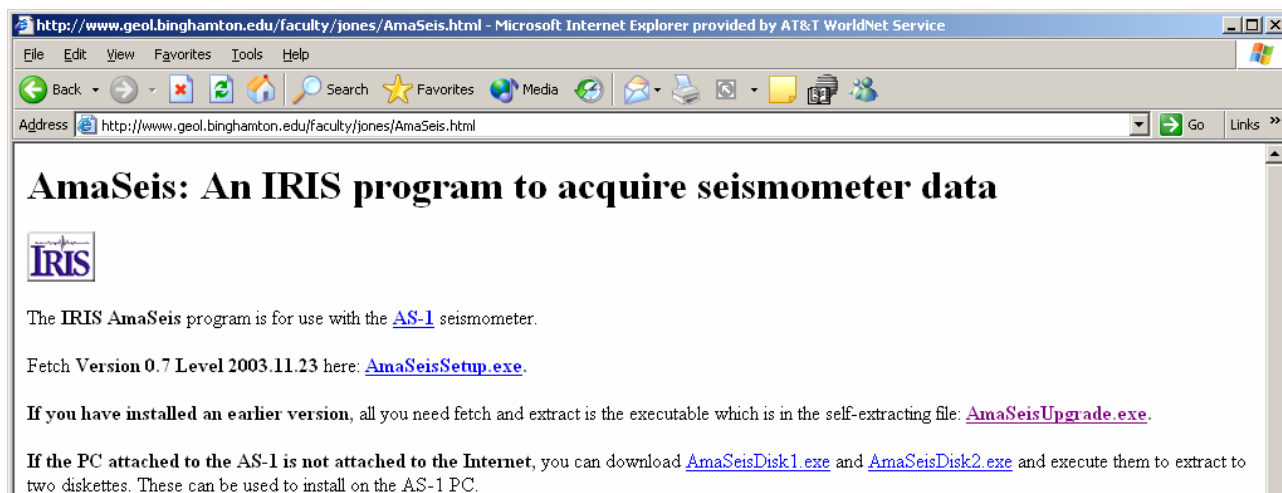 http://www.geol.binghamton.edu/faculty/jones/AmaSeis.html - Microsoft Internet Explorer provided by AT&T WorldNet Service
File Edit View Favorites Tools Help
Back Search Favorites Media
Address http://www.geol.binghamton.edu/faculty/jones/AmaSeis.html Go Links »
AmaSeis: An IRIS program to acquire seismometer data
IRIS
The IRIS AmaSeis program is for use with the AS-1 seismometer.
Fetch Version 0.7 Level 2003.11.23 here: AmaSeisSetup.exe.
If you have installed an earlier version, all you need fetch and extract is the executable which is in the self-extracting file: AmaSeisUpgrade.exe.
If the PC attached to the AS-1 is not attached to the Internet, you can download AmaSeisDisk1.exe and AmaSeisDisk2.exe and execute them to extract to
two diskettes. These can be used to install on the AS-1 PC.